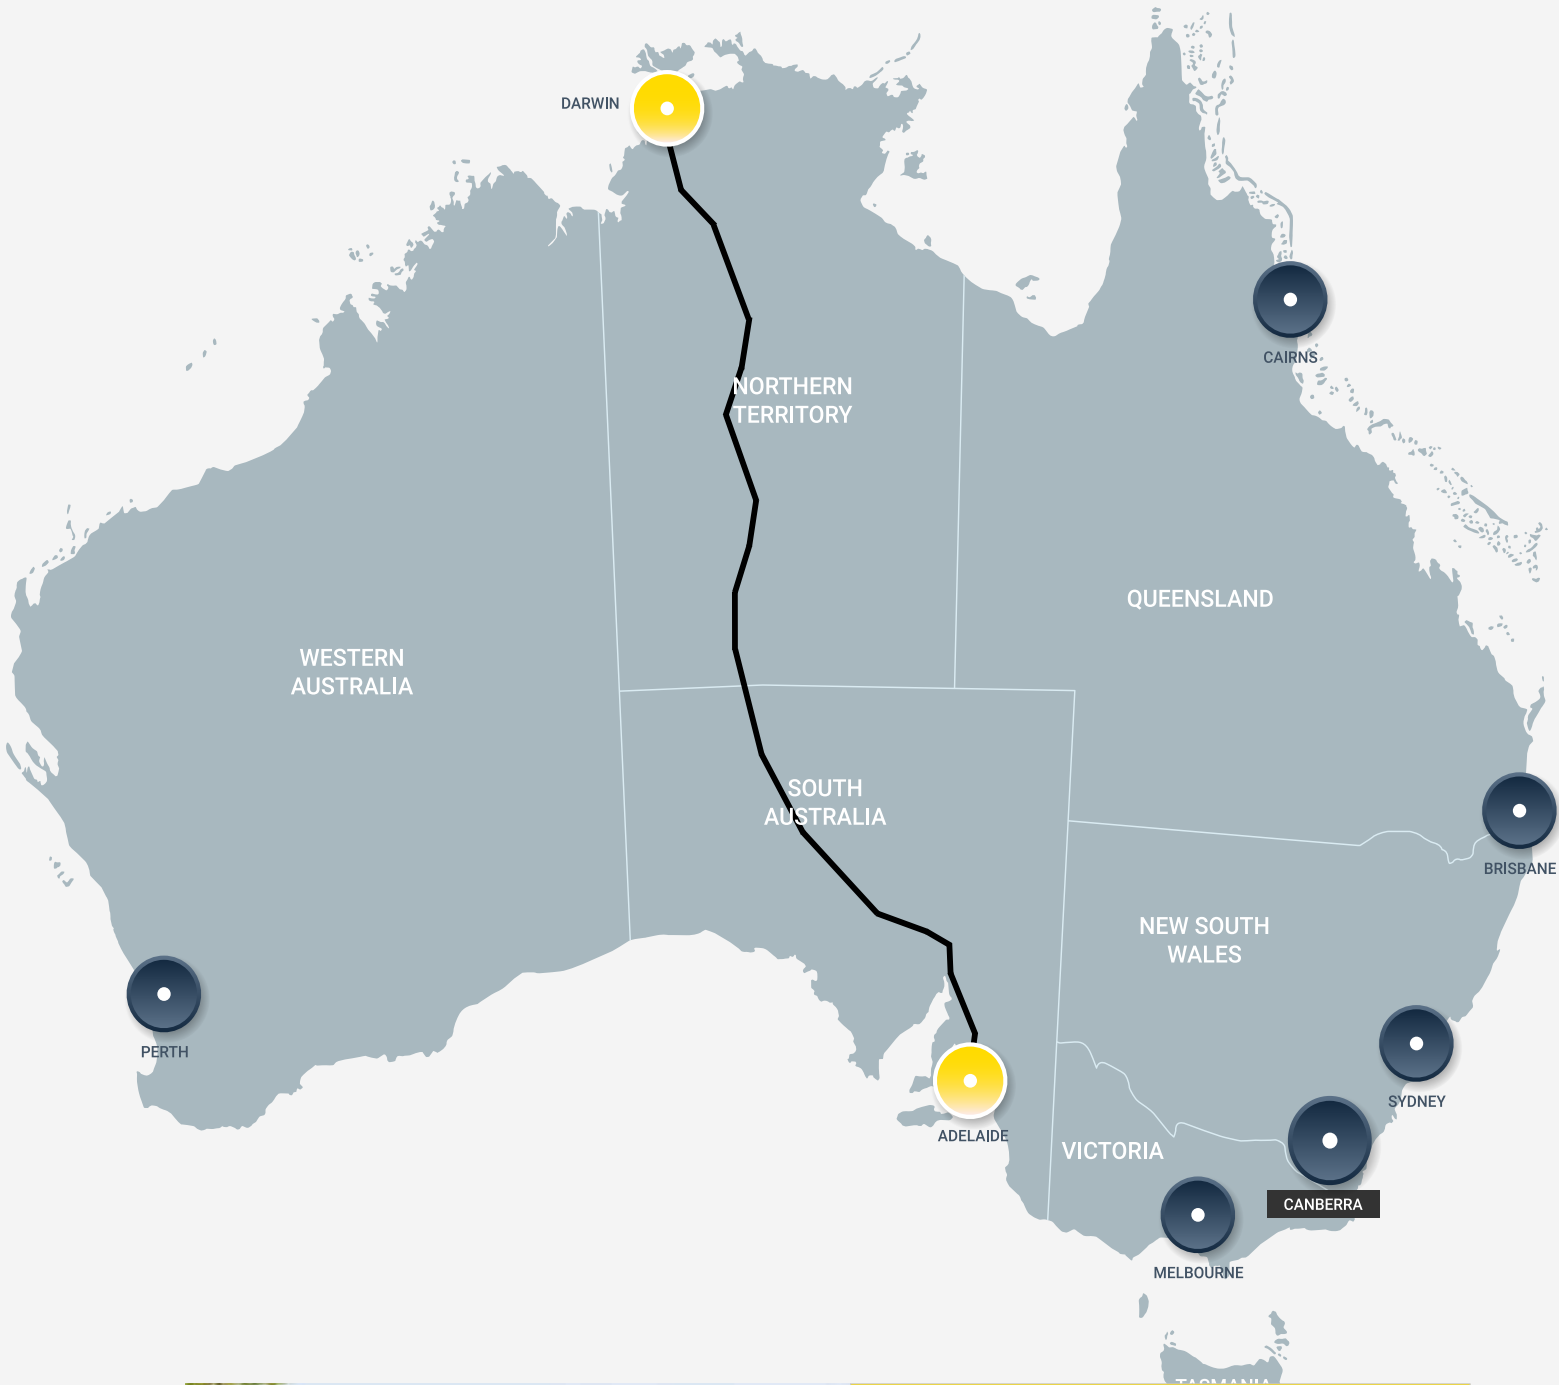 DARWIN
CAIRNS
NORTHERN
TERRITORY
QUEENSLAND
WESTERN
AUSTRALIA
SOUTH
AUSTRALIA
BRISBANE
NEW SOUTH
WALES
PERTH
SYDNEY
ADELAIDE
VICTORIA
CANBERRA
MELBOURNE
TASMANIA